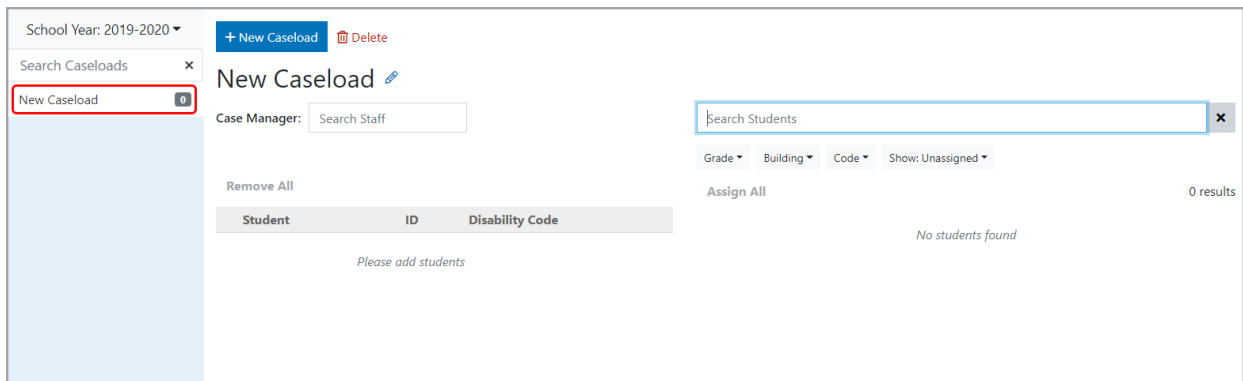 School Year: 2019-2020
+ New Caseload Delete
Search Caseloads ×
New Caseload
New Caseload 0
Case Manager: Search Staff
Search Students ×
Grade Building Code Show: Unassigned
Remove All
Assign All 0 results
Student ID Disability Code
No students found
Please add students